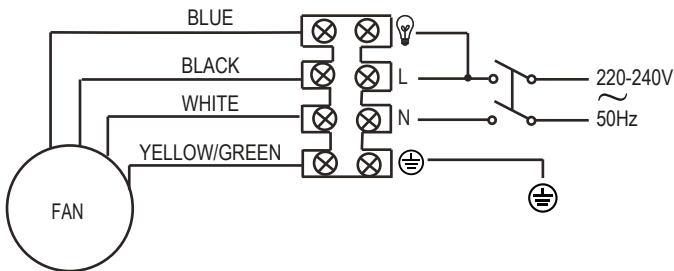 BLUE
BLACK
WHITE
YELLOW/GREEN
FAN
L
N
220-240V
~
50Hz